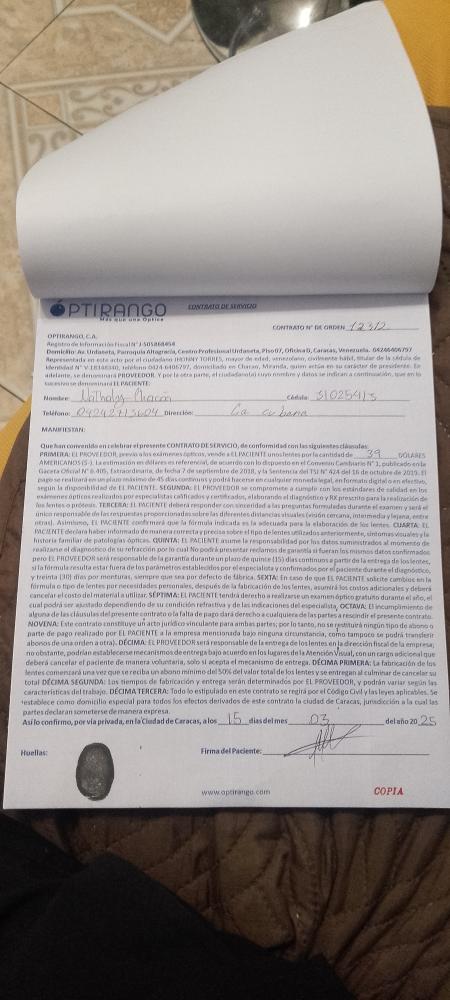 ÓPTIRANGO
Más que una Óptica
CONTRATO DE SERVICIO
CONTRATO N° DE ORDEN 12312
OPTIRANGO, C.A.
Registro de Información Fiscal N° J-505868454
Domicilio: Av. Urdaneta, Parroquia Altagracia, Centro Profesional Urdaneta, Piso 07, Oficina D, Caracas, Venezuela. 04246406797
Representada en este acto por el ciudadano JHONNY TORRES, mayor de edad, venezolano, civilmente hábil, titular de la cédula de
Identidad N° V.18348340, teléfono 0424-6406797, domiciliado en Charao, Miranda, quien actúa en su carácter de presidente. En
adelante, se denominará PROVEEDOR. Y por la otra parte, el ciudadano(a) cuyo nombre y datos se indican a continuación, que en lo
sucesivo se denominará EL PACIENTE:
Nombre: Nathaly Chacón Cédula:
Teléfono: 04242713604 Dirección: La cubana
MANIFIESTAN:
Que han convenido en celebrar el presente CONTRATO DE SERVICIO, de conformidad con las siguientes cláusulas:
PRIMERA: EL PROVEEDOR, previo a los exámenes ópticos, vende a EL PACIENTE unos lentes por la cantidad de 39 DOLARES
AMERICANOS ($-). La estimación en dólares es referencial, de acuerdo con lo dispuesto en el Convenio Cambiario N° 1, publicado en la
Gaceta Oficial N° 6.405, Extraordinaria, de fecha 7 de septiembre de 2018, y la Sentencia del TSJ N° 424 del 16 de octubre de 2019. El
pago se realizará en un plazo máximo de 45 días continuos y podrá hacerse en cualquier moneda legal, en formato digital o en efectivo,
según la disponibilidad de EL PACIENTE. SEGUNDA: EL PROVEEDOR se compromete a cumplir con los estándares de calidad en los
exámenes ópticos realizados por especialistas calificados y certificados, elaborando el diagnóstico y RX prescrito para la realización de
los lentes o prótesis. TERCERA: EL PACIENTE deberá responder con sinceridad a las preguntas formuladas durante el examen y será el
único responsable de las respuestas proporcionadas sobre las diferentes distancias visuales (visión cercana, intermedia y lejana, entre
otras). Asimismo, EL PACIENTE confirma que la fórmula indicada es la adecuada para la elaboración de los lentes. CUARTA: EL
PACIENTE declara haber informado de manera correcta y precisa sobre el tipo de lentes utilizados anteriormente, síntomas visuales y la
historia familiar de patologías ópticas. QUINTA: EL PACIENTE asume la responsabilidad por los datos suministrados al momento de
realizarse el diagnostico de su refracción por lo cual No podrá presentar reclamos de garantía si fueran los mismos datos confirmados
pero EL PROVEEDOR será responsable de la garantía durante un plazo de quince (15) días continuos a partir de la entrega de los lentes,
si la fórmula resulta estar fuera de los parámetros establecidos por el especialista y confirmados por el paciente durante el diagnóstico,
y treinta (30) días por monturas, siempre que sea por defecto de fábrica. SEXTA: En caso de que EL PACIENTE solicite cambios en la
fórmula o tipo de lentes por necesidades personales, después de la fabricación de los lentes, asumirá los costos adicionales y deberá
cancelar el costo del material a utilizar. SÉPTIMA: EL PACIENTE tendrá derecho a realizarse un examen óptico gratuito durante el año, el
cual podrá ser ajustado dependiendo de su condición refractiva y de las indicaciones del especialista. OCTAVA: El incumplimiento de
alguna de las cláusulas del presente contrato o la falta de pago dará derecho a cualquiera de las partes a rescindir el presente contrato.
NOVENA: Este contrato constituye un acto jurídico vinculante para ambas partes; por lo tanto, no se restituirá ningún tipo de abono o
parte de pago realizado por EL PACIENTE a la empresa mencionada bajo ninguna circunstancia, como tampoco se podrá transferir
abonos de una orden a otra). DÉCIMA: EL PROVEEDOR será responsable de la entrega de los lentes en la dirección fiscal de la empresa,
no obstante, podrían establecerse mecanismos de entrega bajo acuerdo en los lugares de la Atención Visual, con un cargo adicional que
deberá cancelar el paciente de manera voluntaria, solo si acepta el mecanismo de entrega. DÉCIMA PRIMERA: La fabricación de los
lentes comenzará una vez que se reciba un abono mínimo del 50% del valor total de los lentes y se entregan al culminar de cancelar su
total DÉCIMA SEGUNDA: Los tiempos de fabricación y entrega serán determinados por EL PROVEEDOR, y podrán variar según las
características del trabajo. DÉCIMA TERCERA: Todo lo estipulado en este contrato se regirá por el Código Civil y las leyes aplicables. Se
establece como domicilio especial para todos los efectos derivados de este contrato la ciudad de Caracas, jurisdicción a la cual las
partes declaran someterse de manera expresa.
Así lo confirmo, por vía privada, en la Ciudad de Caracas, a los 15 días del mes 03 del año 2025
Huellas: Firma del Paciente:
www.optirango.com COPIA